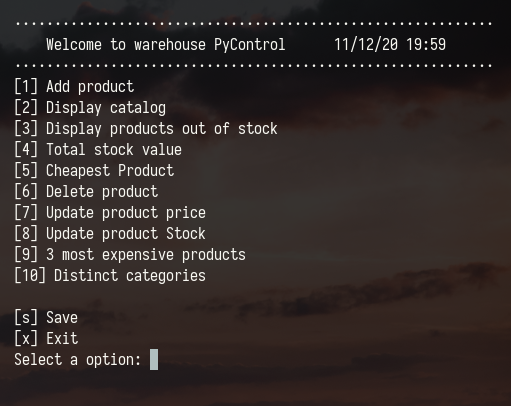 ............................................................
Welcome to warehouse PyControl 11/12/20 19:59
............................................................
[1] Add product
[2] Display catalog
[3] Display products out of stock
[4] Total stock value
[5] Cheapest Product
[6] Delete product
[7] Update product price
[8] Update product Stock
[9] 3 most expensive products
[10] Distinct categories
[s] Save
[x] Exit
Select a option: